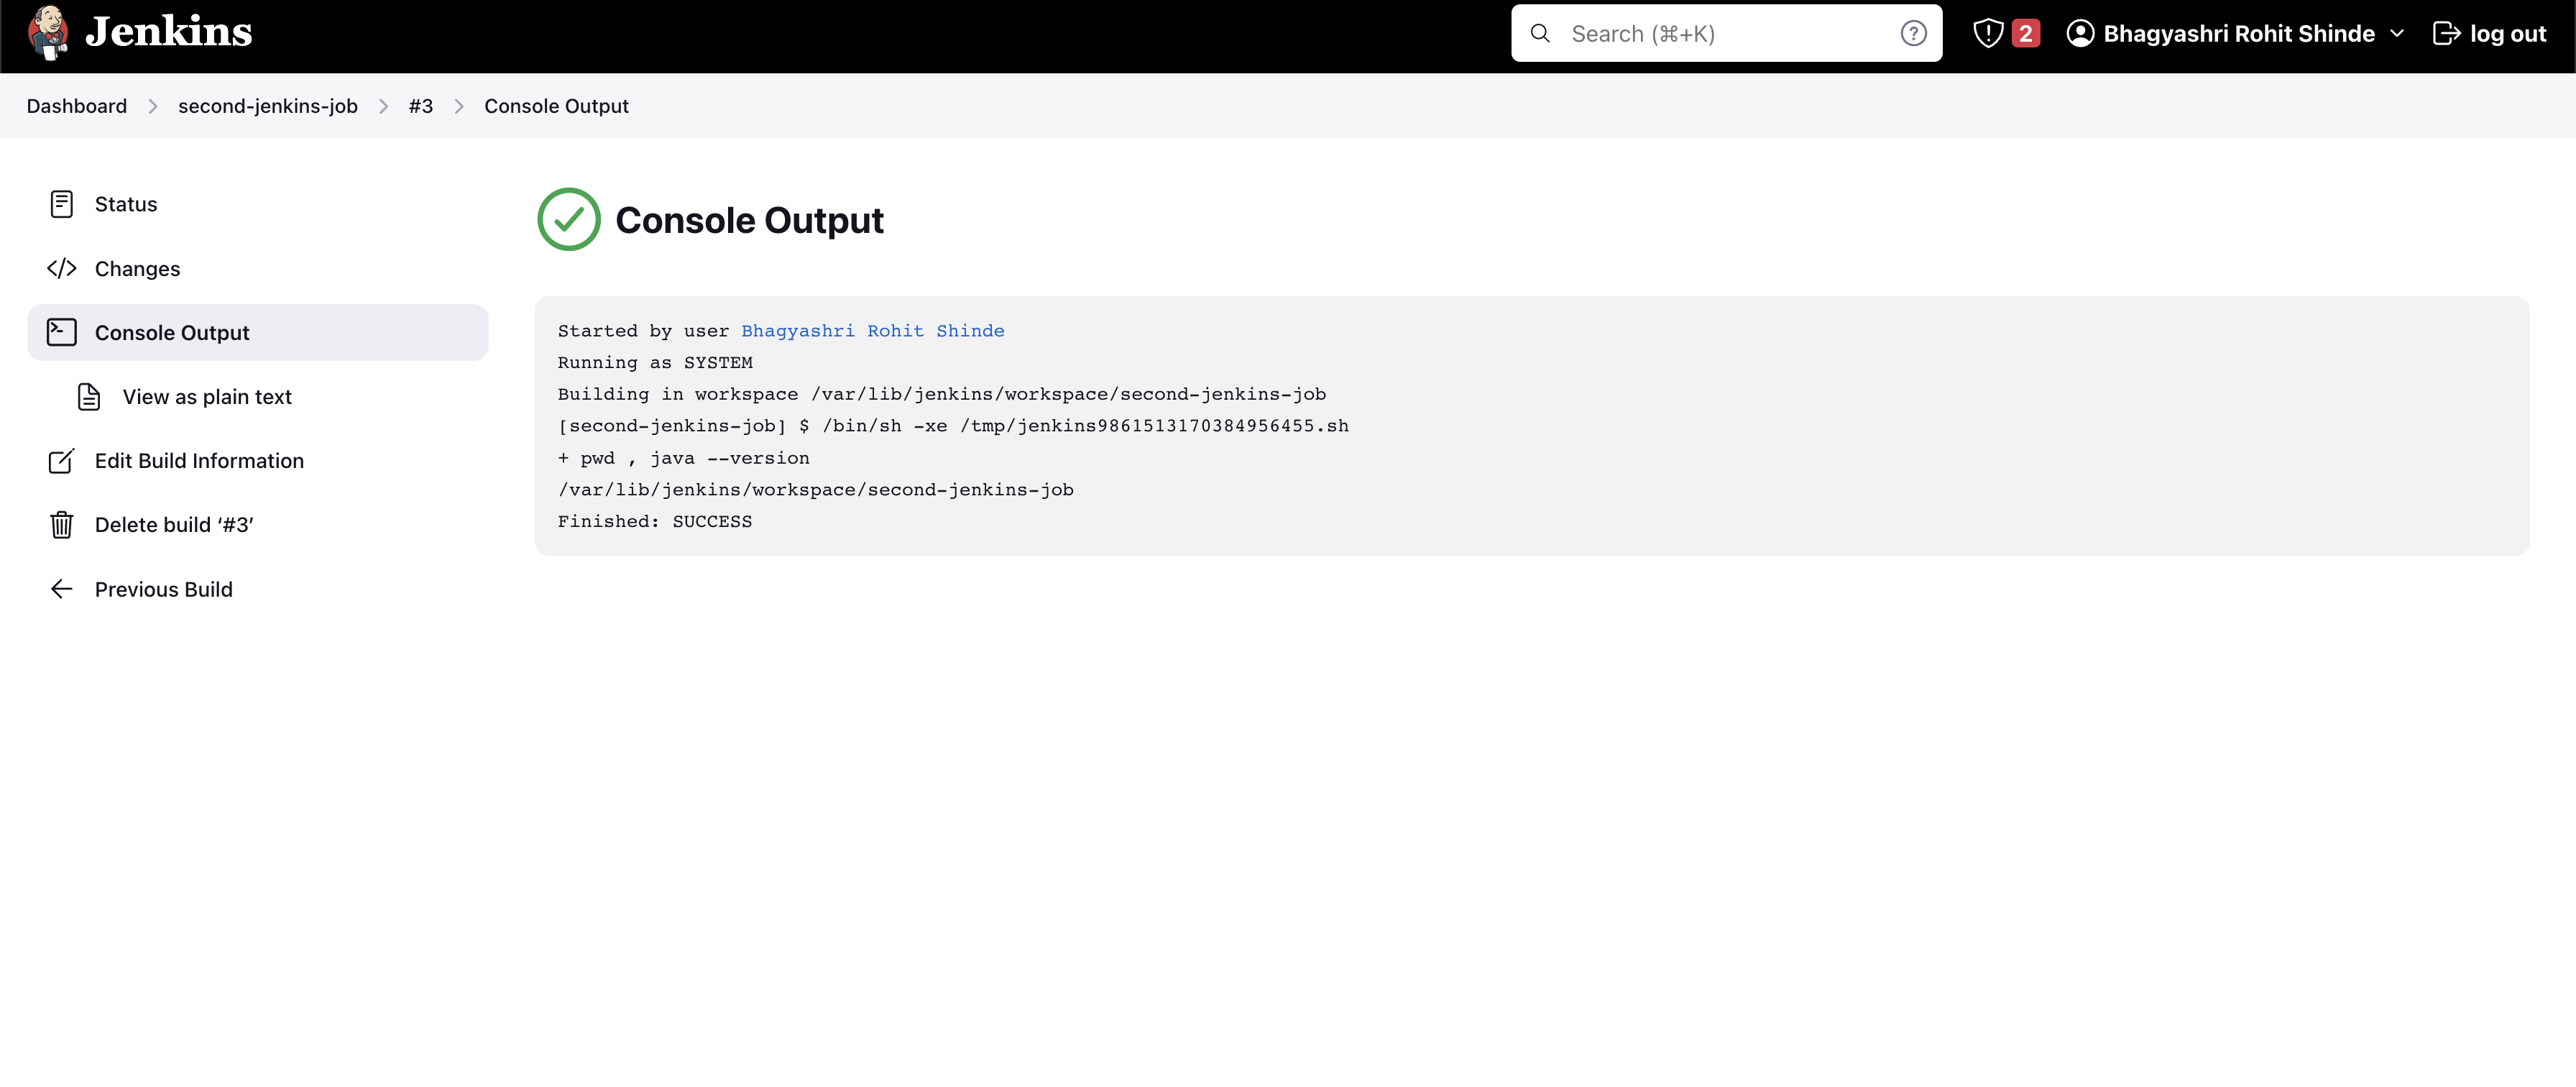 Jenkins
Search (⌘+K)
2
Bhagyashri Rohit Shinde
log out
Dashboard
second-jenkins-job
#3
Console Output
Status
Changes
Console Output
View as plain text
Edit Build Information
Delete build ‘#3’
Previous Build
Console Output
Started by user Bhagyashri Rohit Shinde
Running as SYSTEM
Building in workspace /var/lib/jenkins/workspace/second-jenkins-job
[second-jenkins-job] $ /bin/sh -xe /tmp/jenkins9861513170384956455.sh
+ pwd , java --version
/var/lib/jenkins/workspace/second-jenkins-job
Finished: SUCCESS